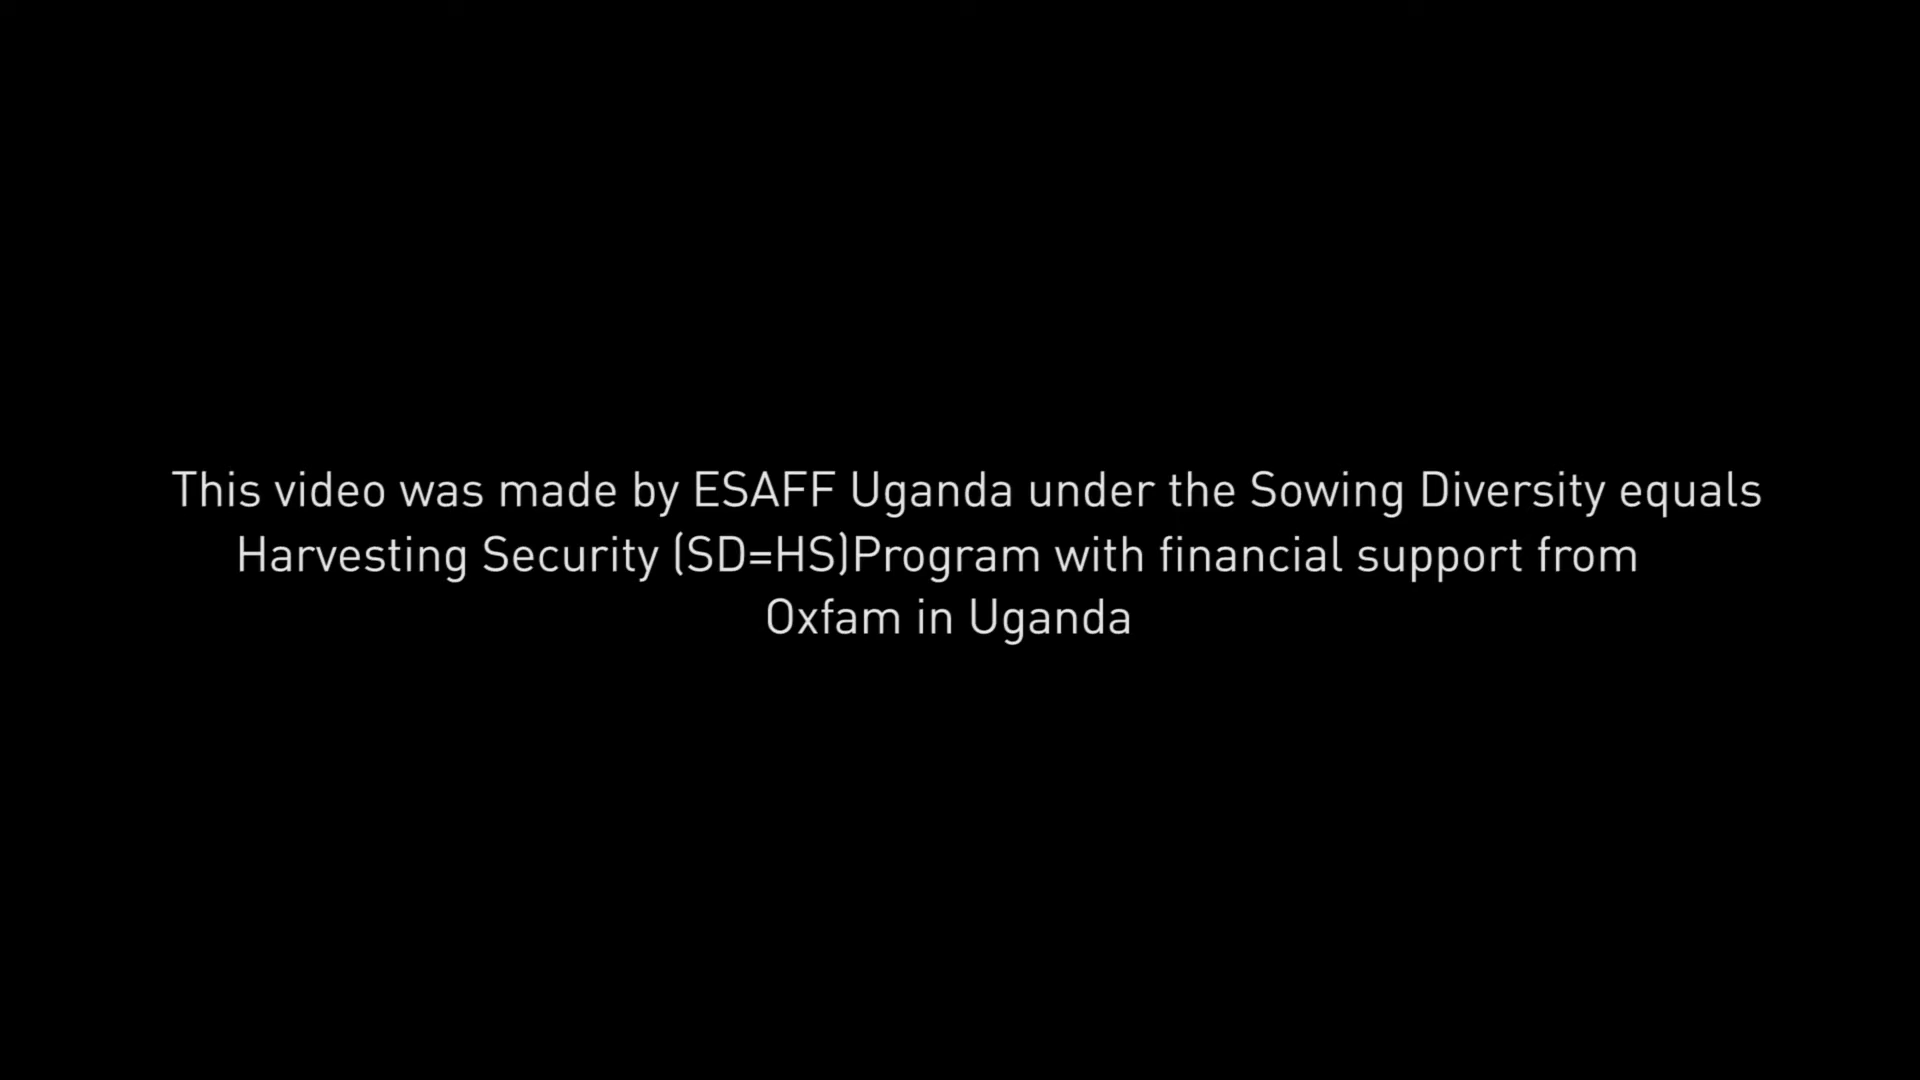 This video was made by ESAFF Uganda under the Sowing Diversity equals
Harvesting Security (SD=HS)Program with financial support from
Oxfam in Uganda